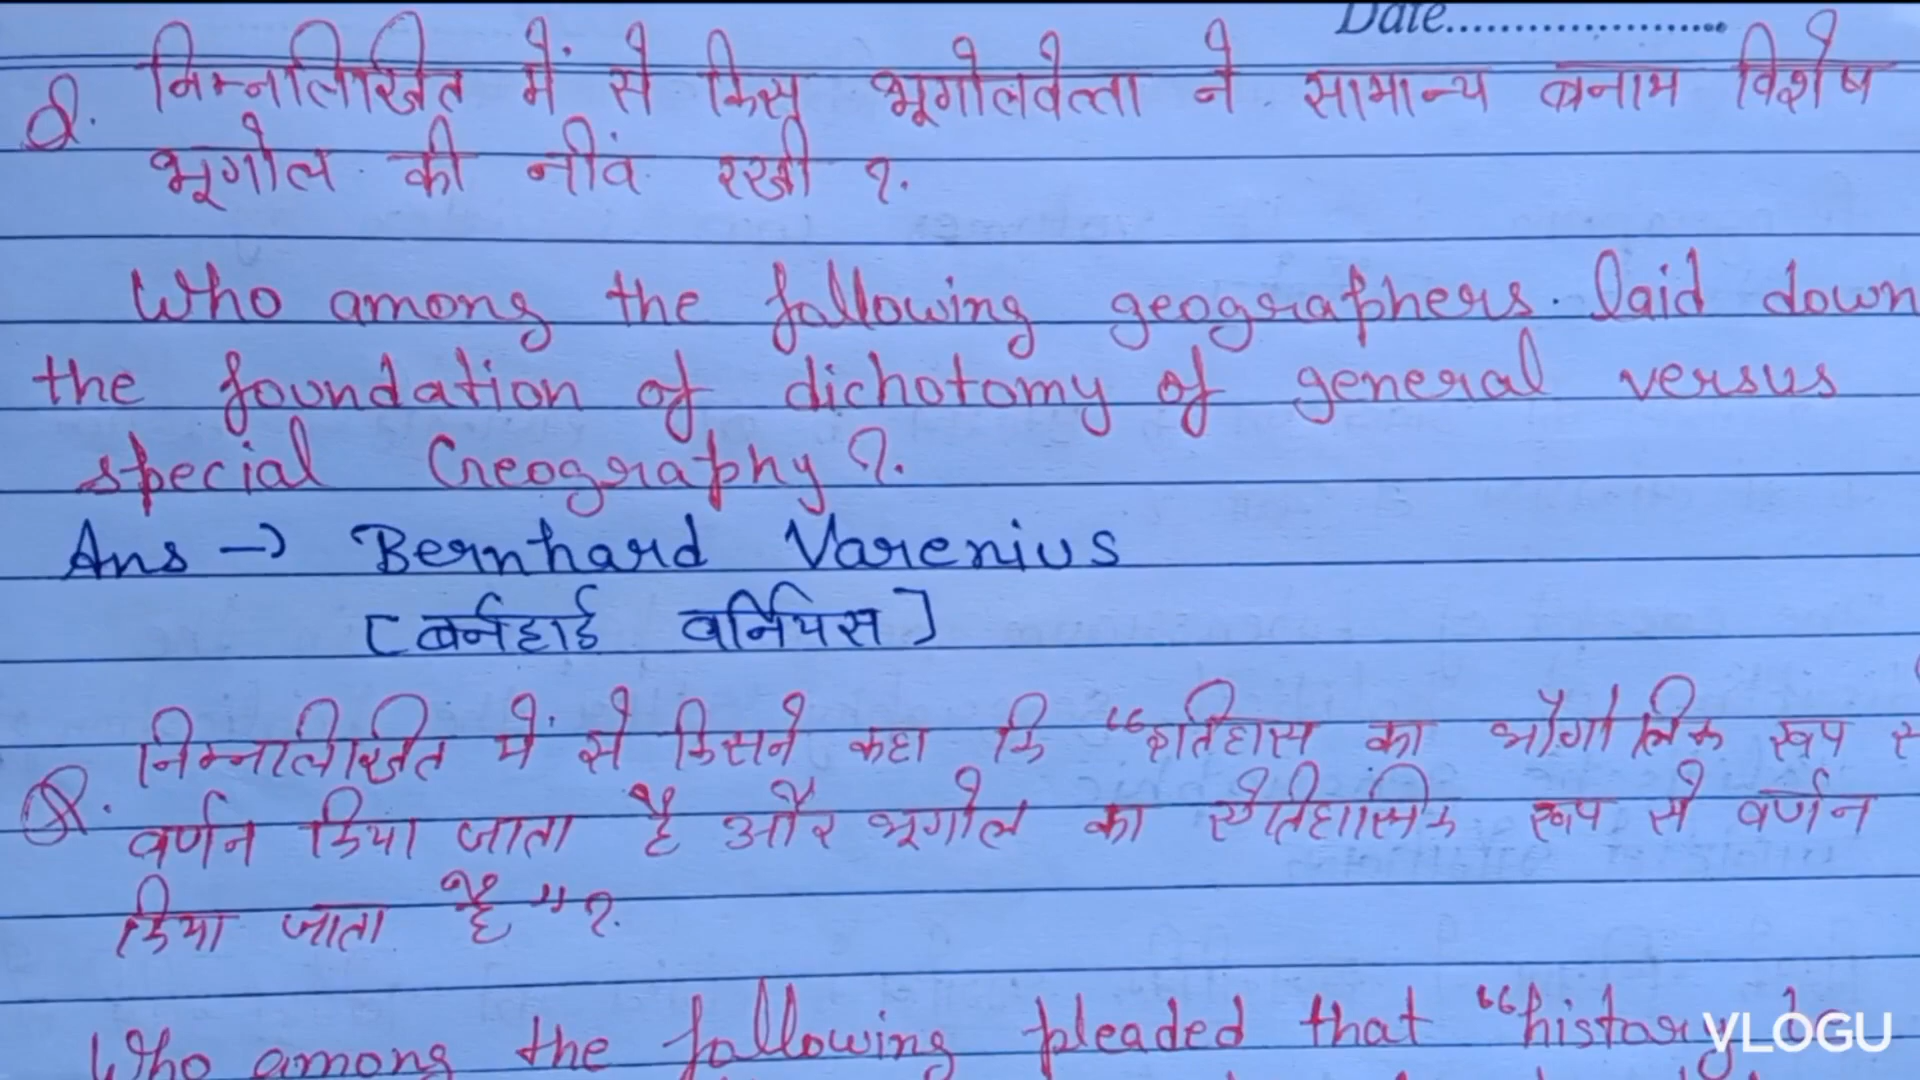 Date.....................
Q. निम्नलिखित में से किस भूगोलवेत्ता ने सामान्य बनाम विशेष
भूगोल की नींव रखी ?.
Who among the following geographers. laid down
the foundation of dichotomy of general versus
special Geography ?.
Ans → Bernhard Varenius
[बर्नहार्ड वर्नियस]
निम्नलिखित में से किसने कहा कि "इतिहास का भौगोलिक रूप से
Q. वर्णन किया जाता है और भूगोल का ऐतिहासिक रूप से वर्णन
किया जाता है" ?.
Who among the following pleaded that "history be
VLOGU